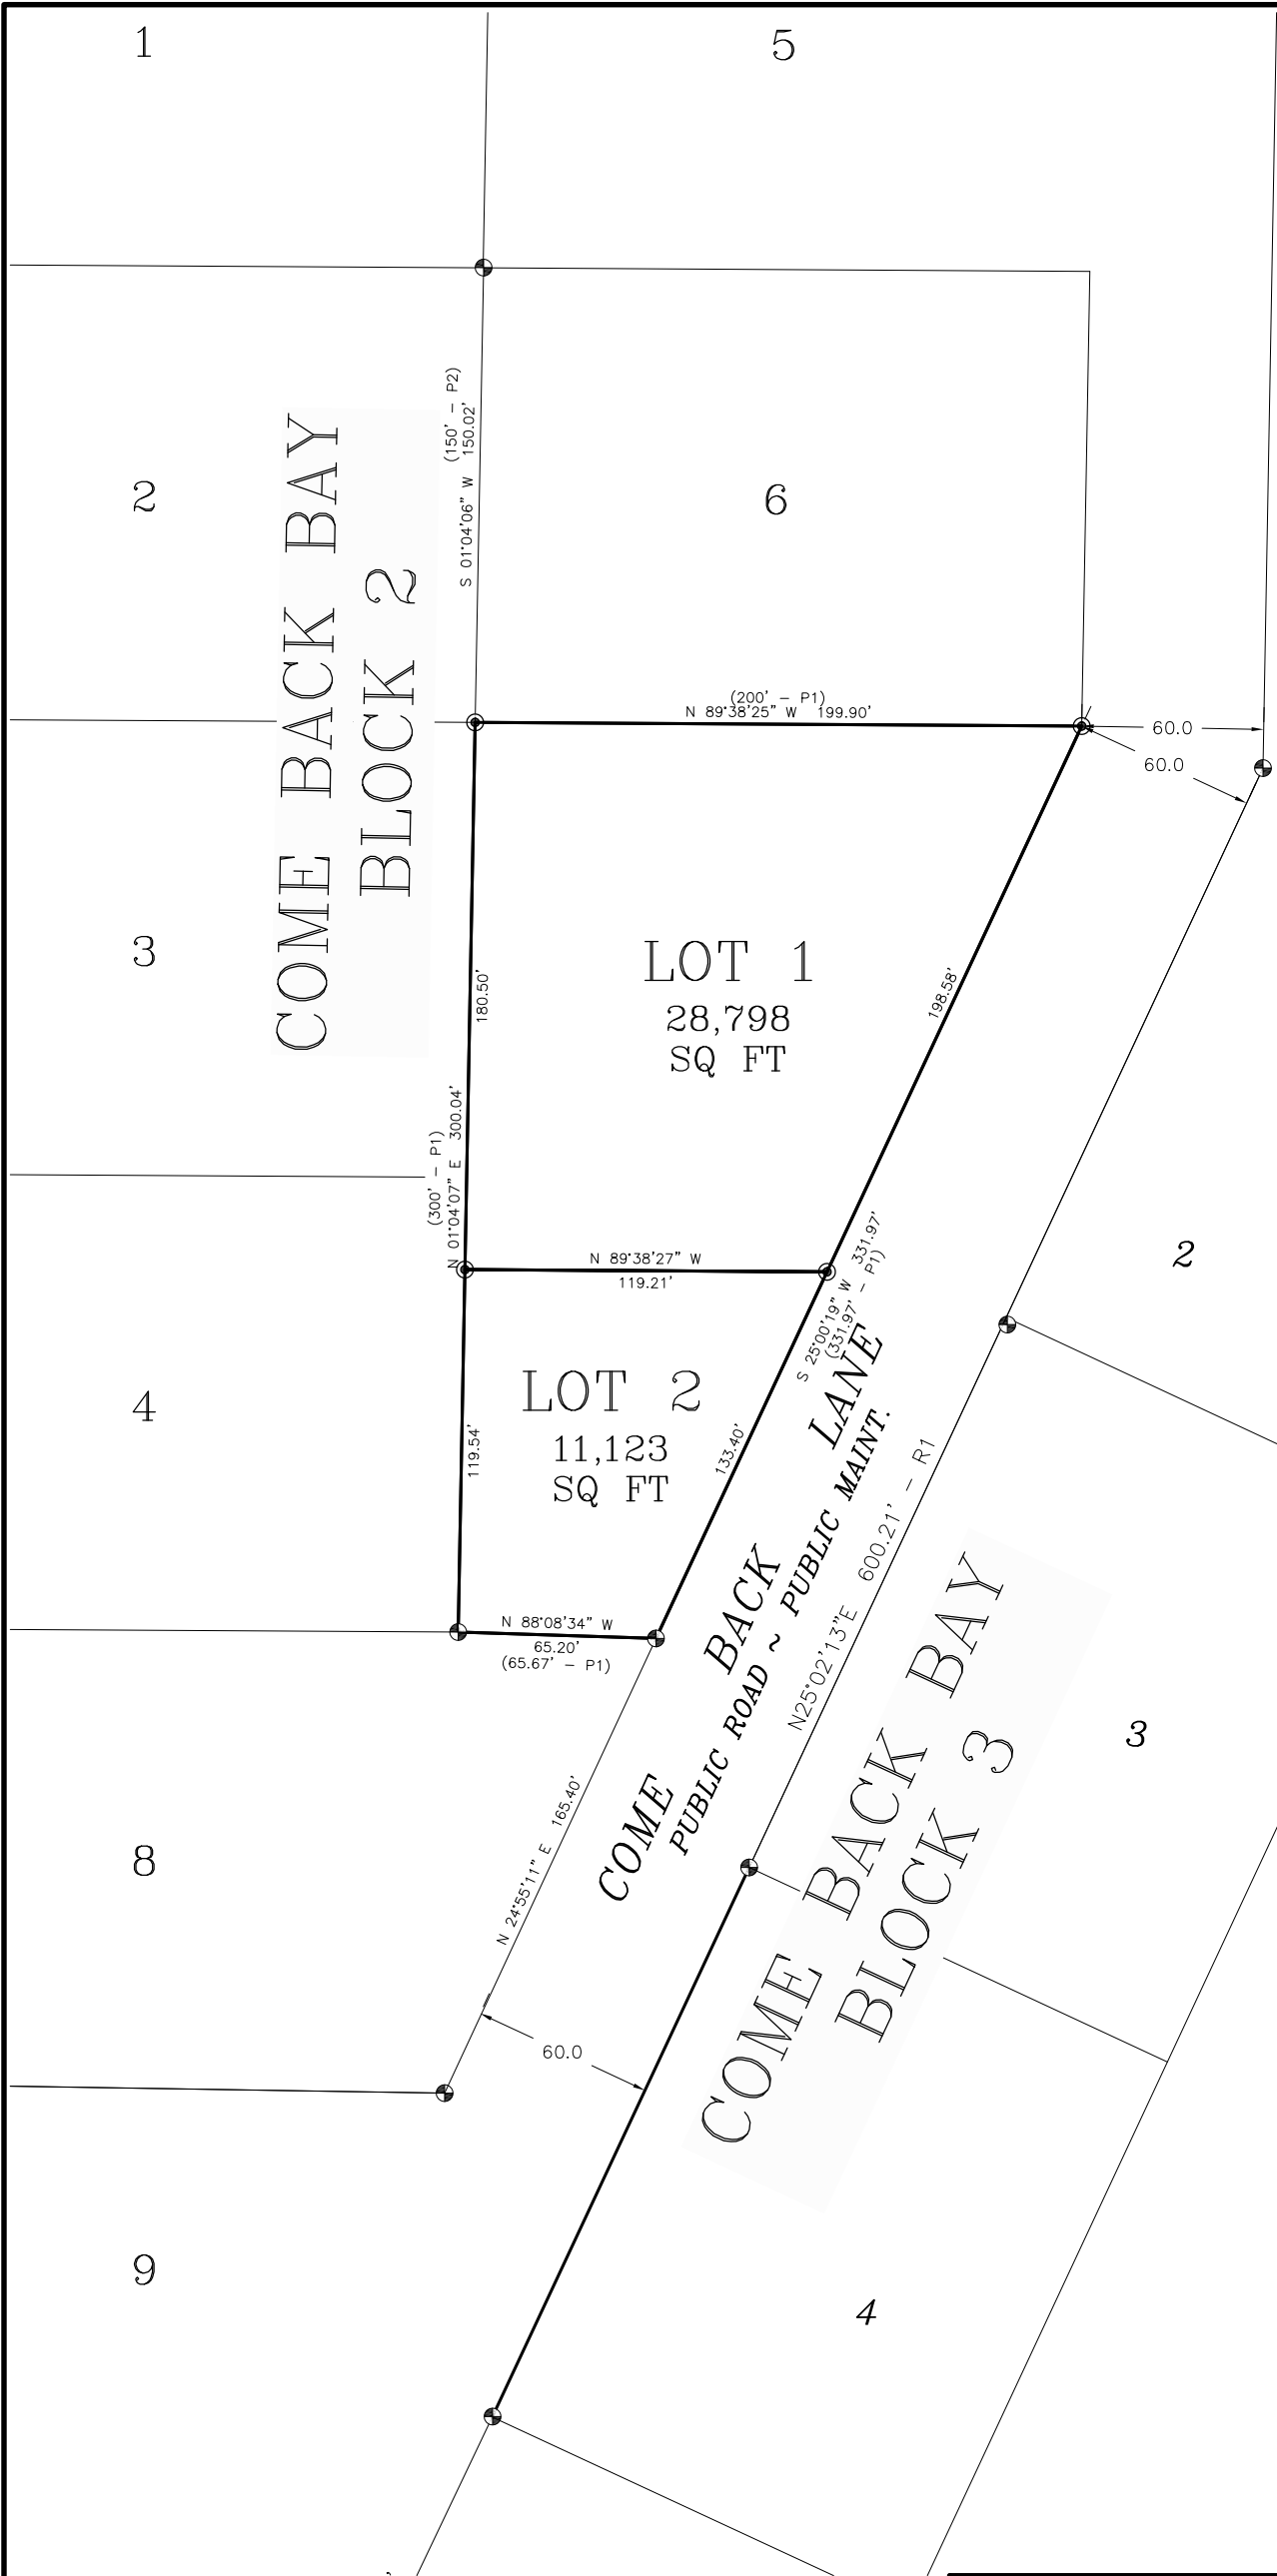 1
5
(150' – P2)
S 01°04'06" W 150.02'
2
COME BACK BAY
BLOCK 2
6
(200' – P1)
N 89°38'25" W 199.90'
60.0
60.0
3
LOT 1
28,798
SQ FT
180.50'
198.58'
(300' – P1)
N 01°04'07" E 300.04'
N 89°38'27" W
119.21'
S 25°00'19" W 331.97'
(331.97' – P1)
2
4
LOT 2
11,123
SQ FT
119.54'
133.40'
COME BACK LANE
PUBLIC ROAD ~ PUBLIC MAINT.
N25°02'13"E 600.21' – R1
N 88°08'34" W
65.20'
(65.67' – P1)
COME BACK BAY
BLOCK 3
3
8
N 24°55'11" E 165.40'
60.0
9
4